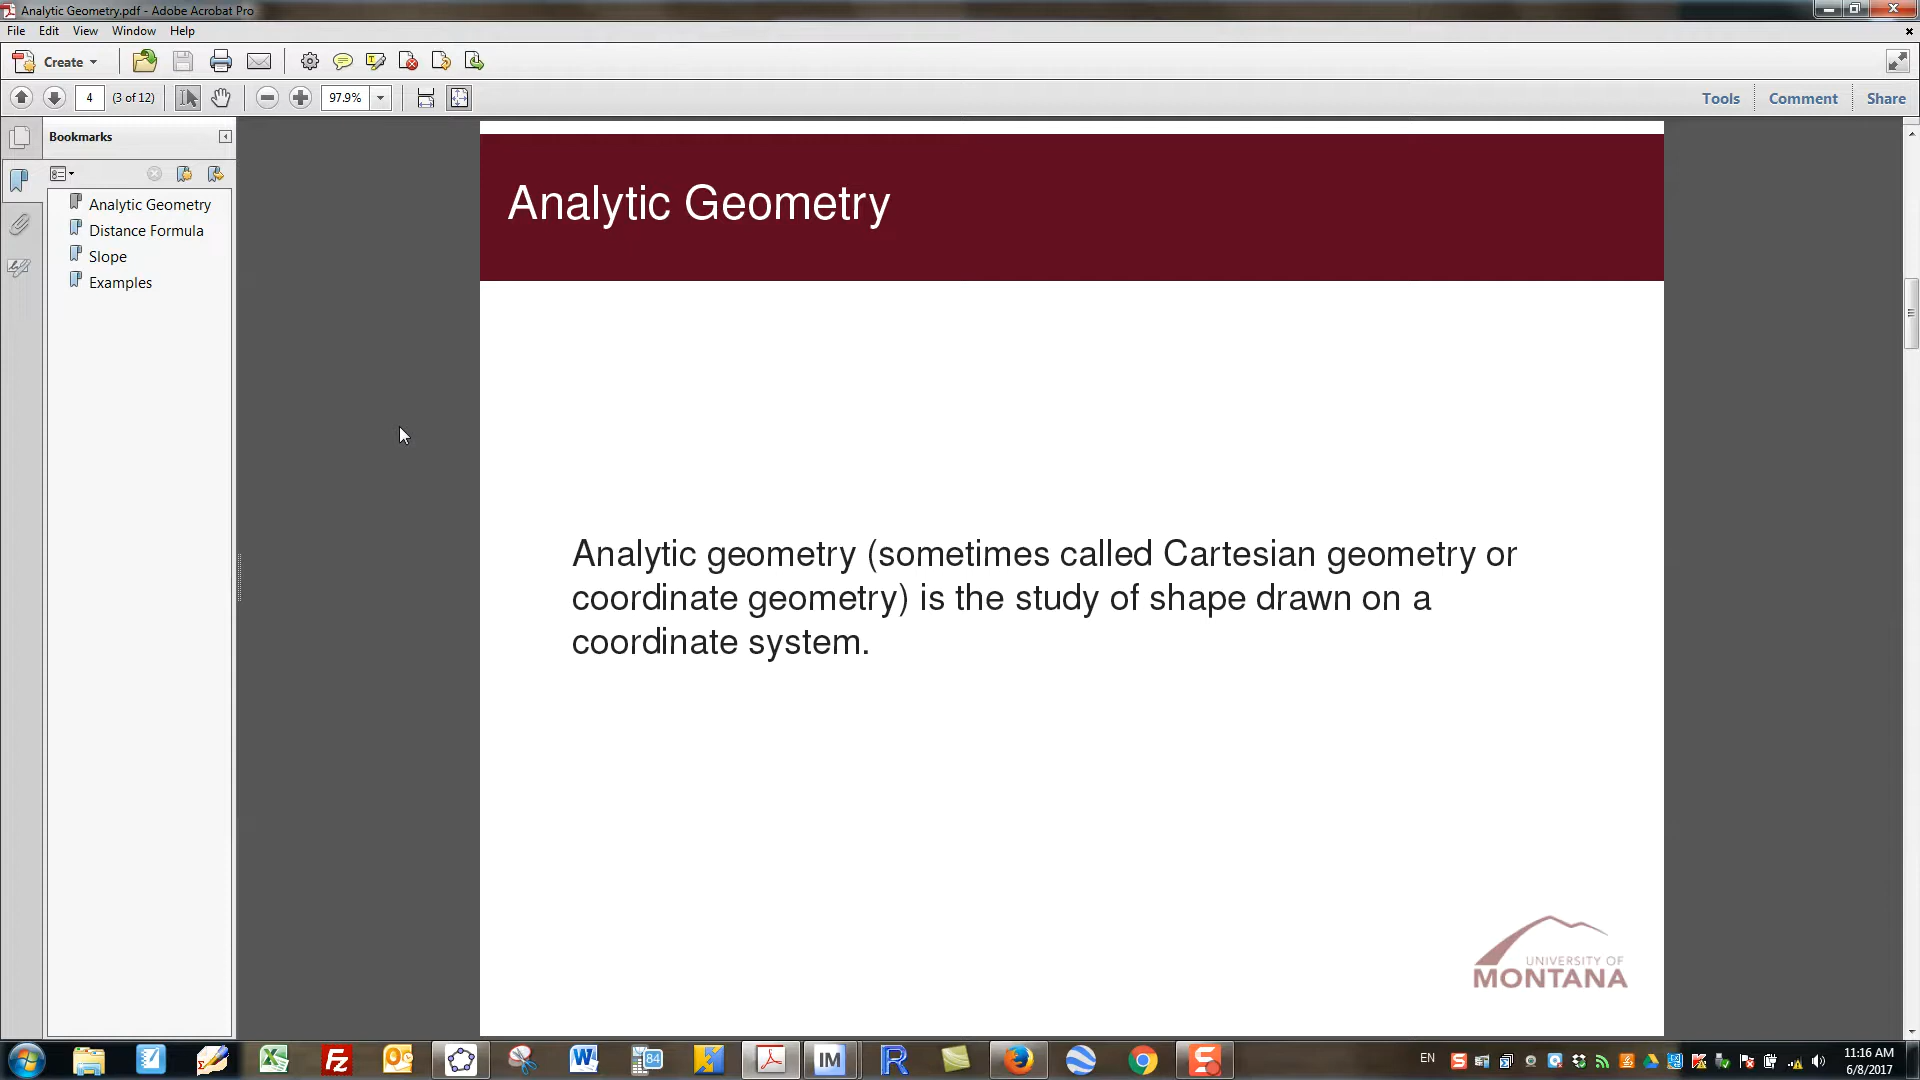 Analytic Geometry.pdf - Adobe Acrobat Pro
File Edit View Window Help
Create
4 (3 of 12) 97.9% Tools Comment Share
Bookmarks
Analytic Geometry
Distance Formula
Slope
Examples
Analytic Geometry
Analytic geometry (sometimes called Cartesian geometry or
coordinate geometry) is the study of shape drawn on a
coordinate system.
UNIVERSITY OF
MONTANA
84 IM R EN 11:16 AM
6/8/2017